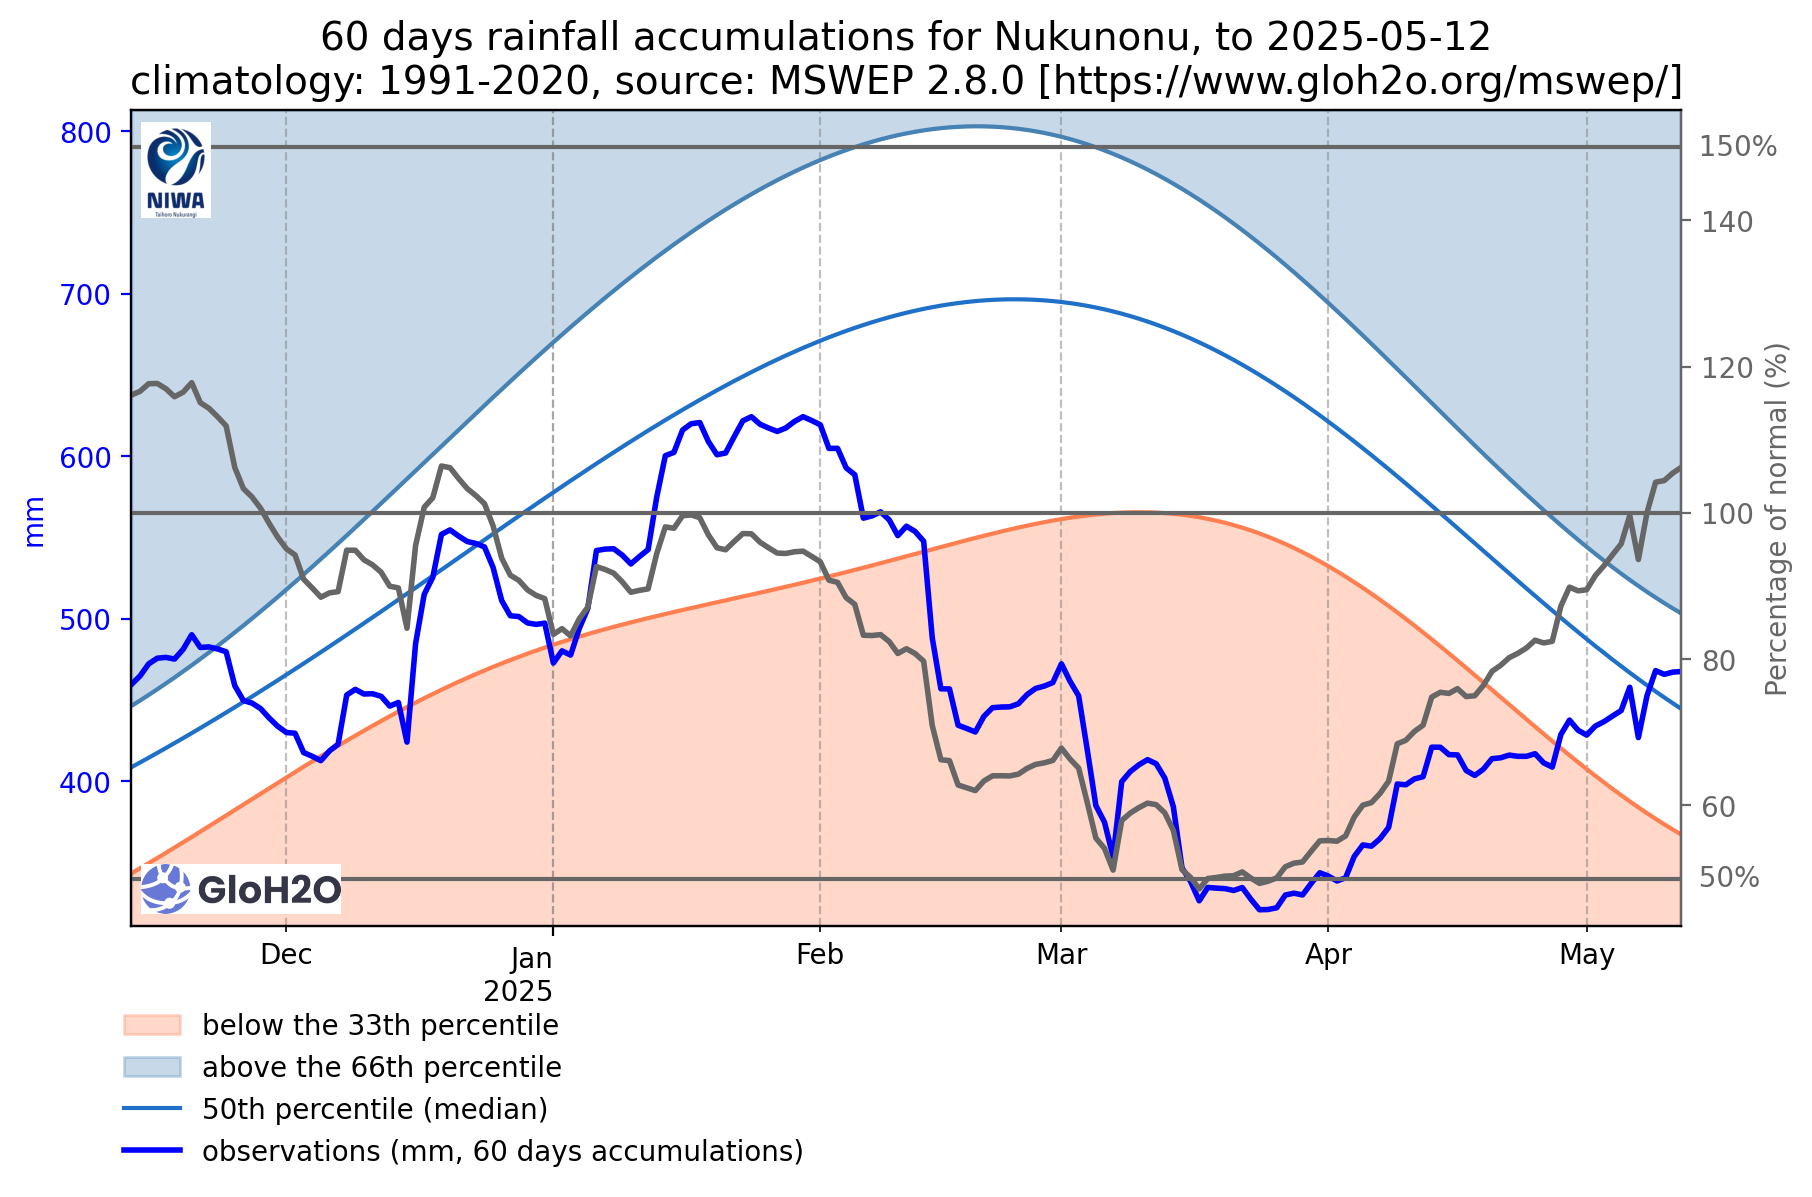 60 days rainfall accumulations for Nukunonu, to 2025-05-12
climatology: 1991-2020, source: MSWEP 2.8.0 [https://www.gloh2o.org/mswep/]
800
700
600
500
400
mm
NIWA
Taihoro Nukurangi
GloH2O
150%
140
120
100
80
60
50%
Percentage of normal (%)
Dec
Jan
2025
Feb
Mar
Apr
May
below the 33th percentile
above the 66th percentile
50th percentile (median)
observations (mm, 60 days accumulations)